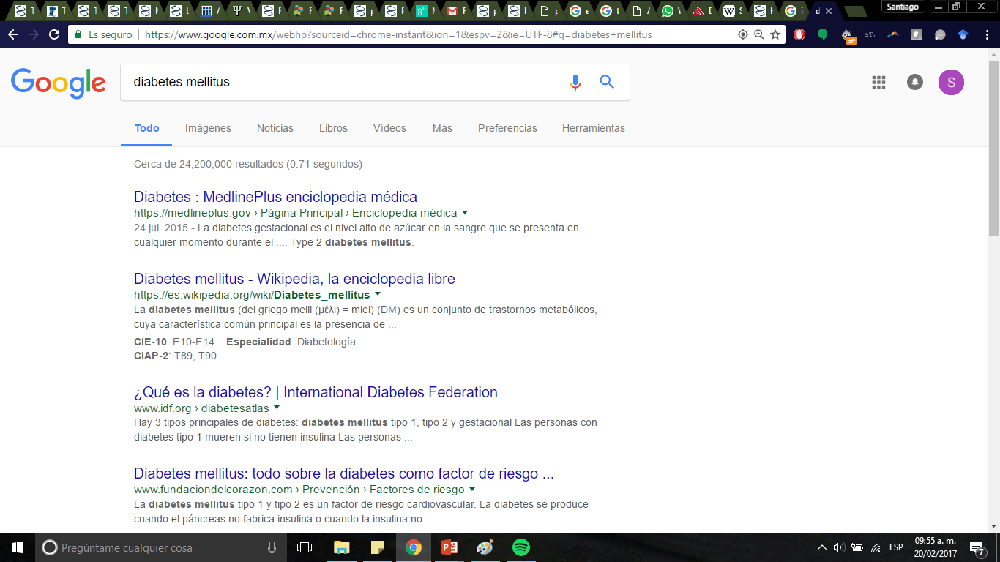 Santiago
Es seguro | https://www.google.com.mx/webhp?sourceid=chrome-instant&ion=1&espv=2&ie=UTF-8#q=diabetes+mellitus
off
aT.
Google
diabetes mellitus
S
Todo Imágenes Noticias Libros Vídeos Más Preferencias Herramientas
Cerca de 24,200,000 resultados (0.71 segundos)
Diabetes : MedlinePlus enciclopedia médica
https://medlineplus.gov › Página Principal › Enciclopedia médica
24 jul. 2015 - La diabetes gestacional es el nivel alto de azúcar en la sangre que se presenta en
cualquier momento durante el .... Type 2 diabetes mellitus.
Diabetes mellitus - Wikipedia, la enciclopedia libre
https://es.wikipedia.org/wiki/Diabetes_mellitus
La diabetes mellitus (del griego melli (μέλι) = miel) (DM) es un conjunto de trastornos metabólicos,
cuya característica común principal es la presencia de ...
CIE-10: E10-E14 Especialidad: Diabetología
CIAP-2: T89, T90
¿Qué es la diabetes? | International Diabetes Federation
www.idf.org › diabetesatlas
Hay 3 tipos principales de diabetes: diabetes mellitus tipo 1, tipo 2 y gestacional Las personas con
diabetes tipo 1 mueren si no tienen insulina Las personas ...
Diabetes mellitus: todo sobre la diabetes como factor de riesgo ...
www.fundaciondelcorazon.com › Prevención › Factores de riesgo
La diabetes mellitus tipo 1 y tipo 2 es un factor de riesgo cardiovascular. La diabetes se produce
cuando el páncreas no fabrica insulina o cuando la insulina no ...
Pregúntame cualquier cosa
ESP
09:55 a. m.
20/02/2017
7